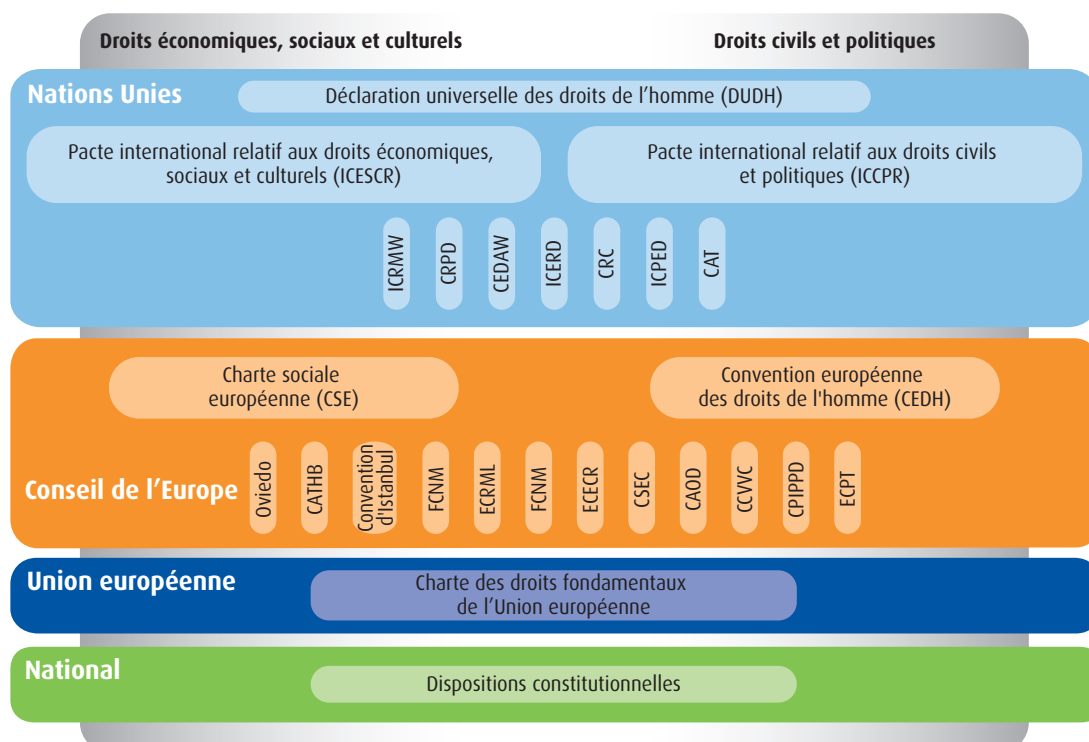 Droits économiques, sociaux et culturels
Droits civils et politiques
Nations Unies
Déclaration universelle des droits de l’homme (DUDH)
Pacte international relatif aux droits économiques,
sociaux et culturels (ICESCR)
Pacte international relatif aux droits civils
et politiques (ICCPR)
ICRMW
CRPD
CEDAW
ICERD
CRC
ICPED
CAT
Charte sociale
européenne (CSE)
Convention européenne
des droits de l'homme (CEDH)
Conseil de l’Europe
Oviedo
CATHB
Convention
d'Istanbul
FCNM
ECRML
FCNM
ECECR
CSEC
CAOD
CCVVC
CPIPPD
ECPT
Union européenne
Charte des droits fondamentaux
de l’Union européenne
National
Dispositions constitutionnelles